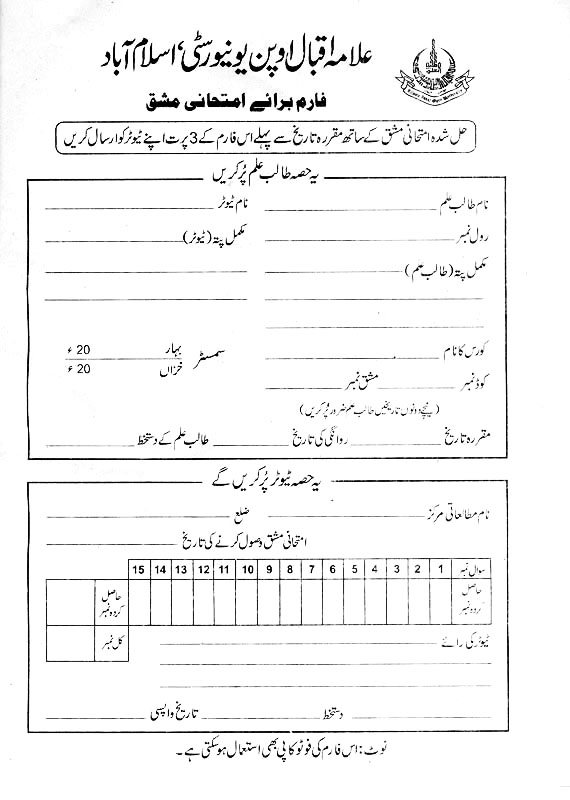 علامہ اقبال اوپن یونیورسٹی، اسلام آباد
فارم برائے امتحانی مشق
حل شدہ امتحانی مشق کے ساتھ مقررہ تاریخ سے پہلے اس فارم کے 3 پرت اپنے ٹیوٹر کو ارسال کریں
یہ حصہ طالب علم پُر کریں
نام طالب علم نام ٹیوٹر
رول نمبر مکمل پتہ (ٹیوٹر)
مکمل پتہ (طالب علم)
کورس کا نام سمسٹر بہار 20ء
خزاں 20ء
کوڈ نمبر مشق نمبر
(نیچے دونوں تاریخیں طالب علم ضرور پُر کریں)
مقررہ تاریخ روانگی کی تاریخ طالب علم کے دستخط
یہ حصہ ٹیوٹر پُر کریں گے
نام مطالعاتی مرکز ضلع
امتحانی مشق وصول کرنے کی تاریخ
سوال نمبر 1 2 3 4 5 6 7 8 9 10 11 12 13 14 15
حاصل کردہ نمبر حاصل کردہ نمبر
ٹیوٹر کی رائے کل نمبر
دستخط تاریخ واپسی
نوٹ: اس فارم کی فوٹو کاپی بھی استعمال ہو سکتی ہے۔